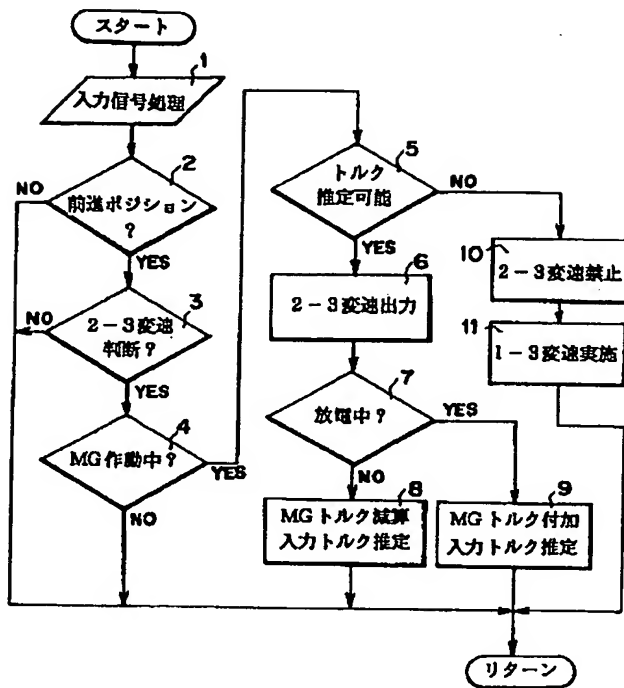 スタート
1
入力信号処理
2
NO
前進ポジション
?
YES
3
NO
2-3変速
判断?
YES
4
MG作動中?
YES
NO
5
トルク
推定可能
NO
YES
6
2-3変速出力
10
2-3変速禁止
11
1-3変速実施
7
放電中?
YES
NO
8
MGトルク減算
入力トルク推定
9
MGトルク付加
入力トルク推定
リターン